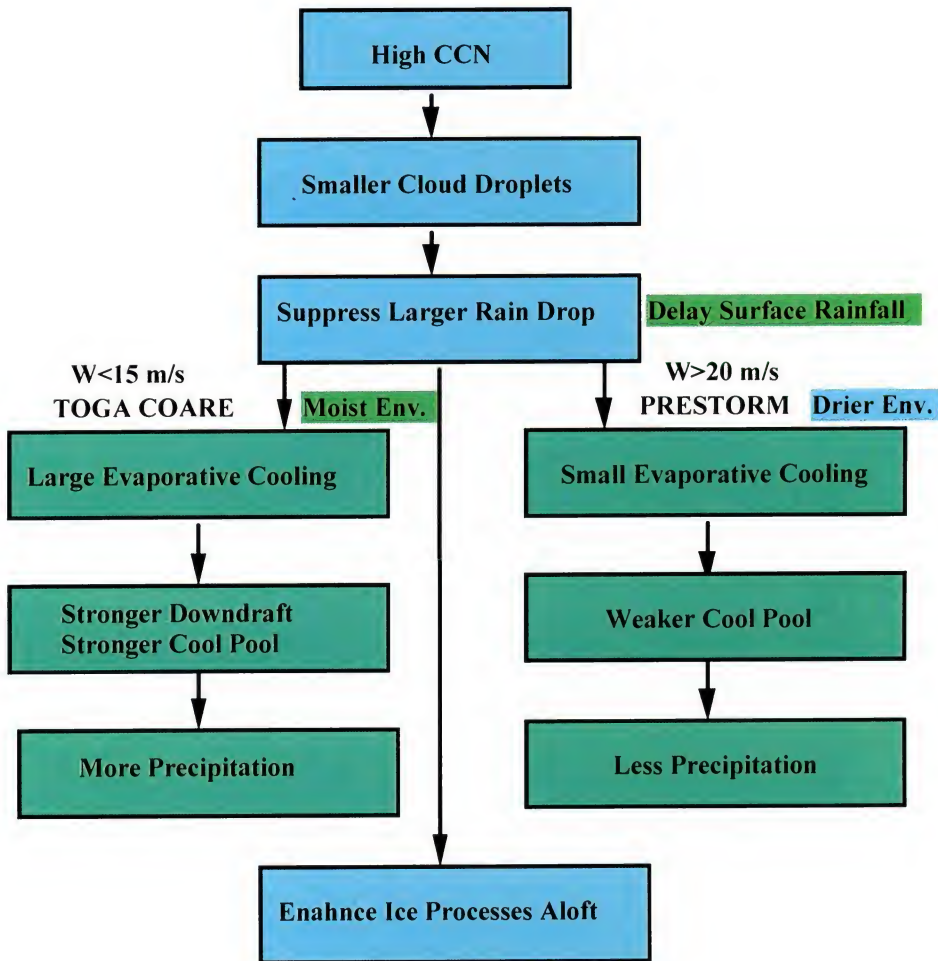 High CCN
Smaller Cloud Droplets
Suppress Larger Rain Drop
Delay Surface Rainfall
W<15 m/s
TOGA COARE
Moist Env.
W>20 m/s
PRESTORM
Drier Env.
Large Evaporative Cooling
Small Evaporative Cooling
Stronger Downdraft
Stronger Cool Pool
Weaker Cool Pool
More Precipitation
Less Precipitation
Enahnce Ice Processes Aloft